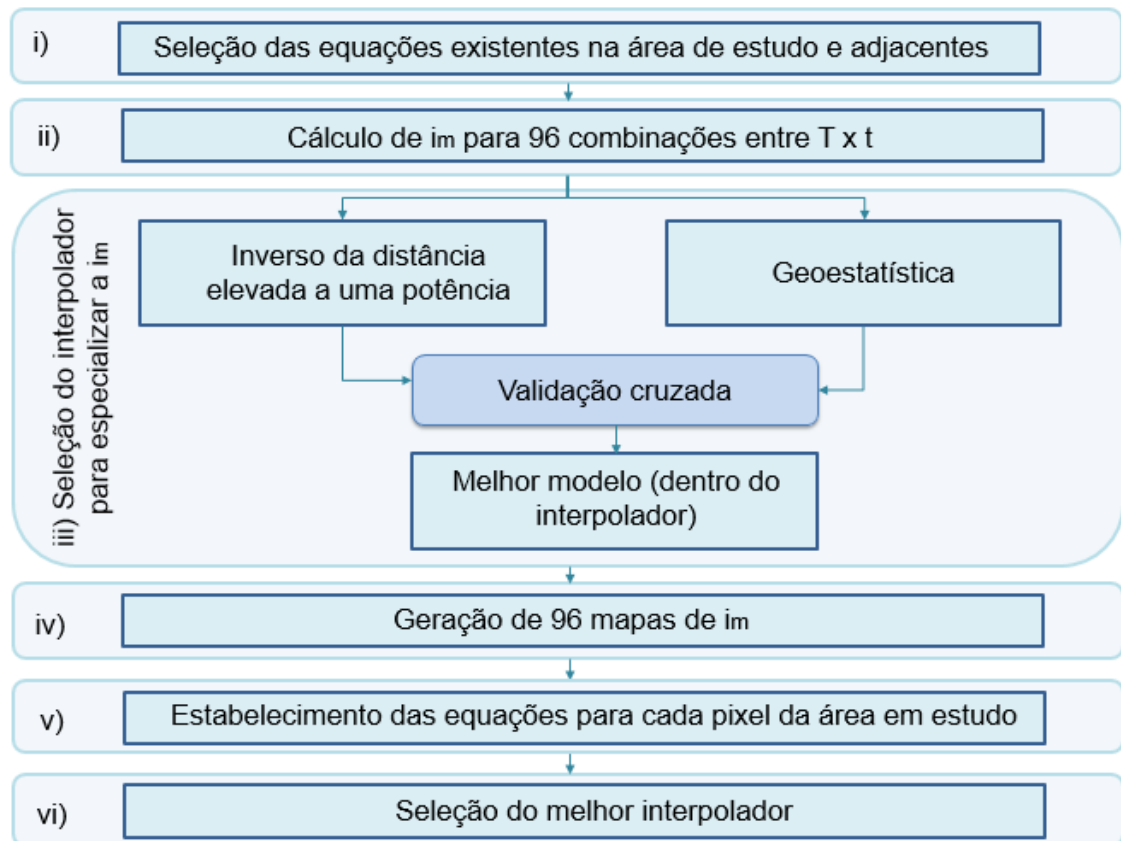 i)
Seleção das equações existentes na área de estudo e adjacentes
ii)
Cálculo de im para 96 combinações entre T x t
iii) Seleção do interpolador
para especializar a im
Inverso da distância
elevada a uma potência
Geoestatística
Validação cruzada
Melhor modelo (dentro do
interpolador)
iv)
Geração de 96 mapas de im
v)
Estabelecimento das equações para cada pixel da área em estudo
vi)
Seleção do melhor interpolador